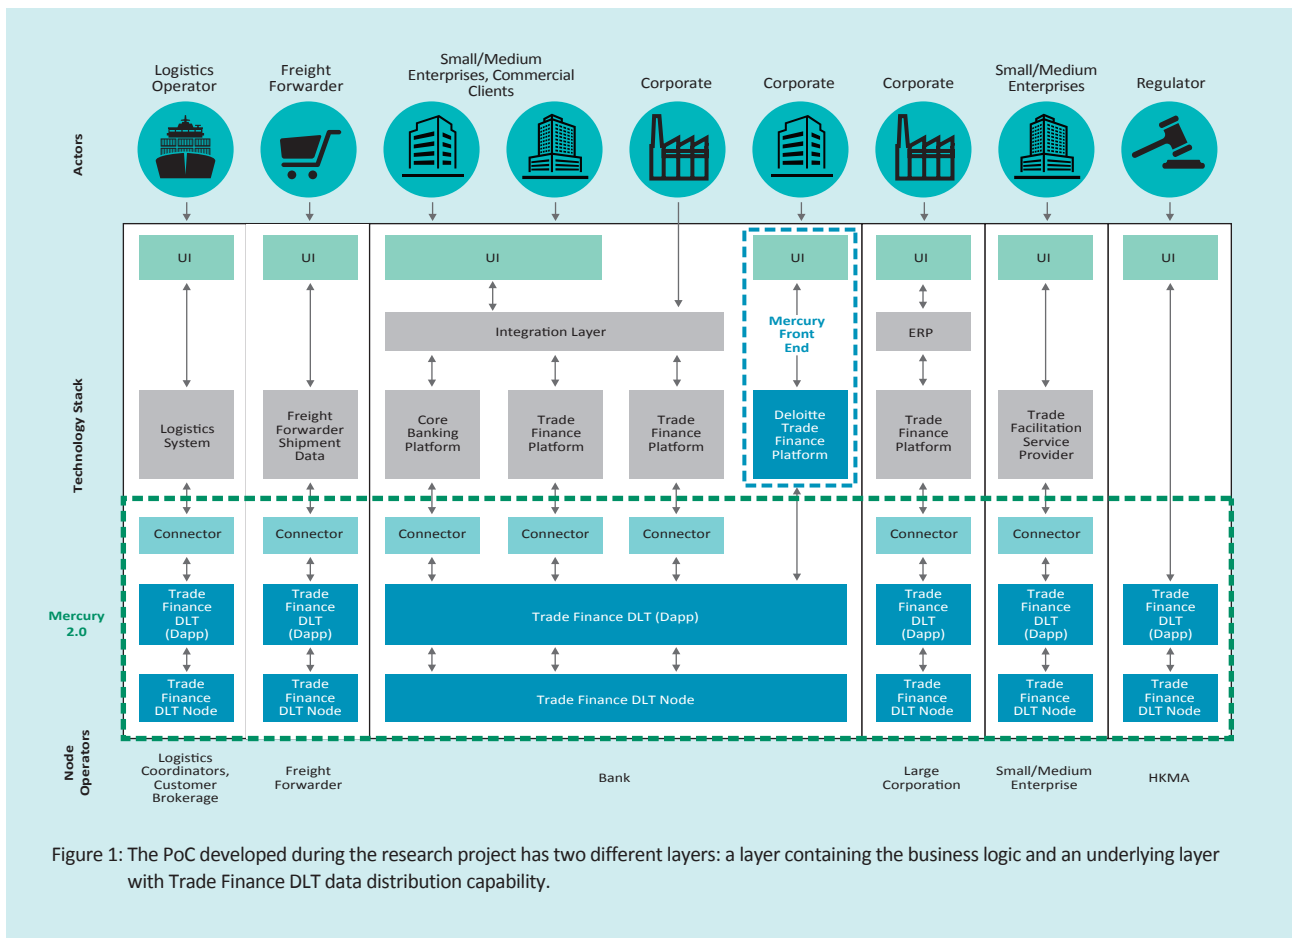 Logistics
Operator
Freight
Forwarder
Small/Medium
Enterprises, Commercial
Clients
Corporate
Corporate
Corporate
Small/Medium
Enterprises
Regulator
Actors
UI
UI
UI
UI
UI
UI
UI
Integration Layer
Mercury
Front
End
ERP
Technology Stack
Logistics
System
Freight
Forwarder
Shipment
Data
Core
Banking
Platform
Trade
Finance
Platform
Trade
Finance
Platform
Deloitte
Trade
Finance
Platform
Trade
Finance
Platform
Trade
Facilitation
Service
Provider
Connector
Connector
Connector
Connector
Connector
Connector
Connector
Mercury
2.0
Trade
Finance
DLT
(Dapp)
Trade
Finance
DLT
(Dapp)
Trade Finance DLT (Dapp)
Trade
Finance
DLT
(Dapp)
Trade
Finance
DLT
(Dapp)
Trade
Finance
DLT
(Dapp)
Trade
Finance
DLT Node
Trade
Finance
DLT Node
Trade Finance DLT Node
Trade
Finance
DLT Node
Trade
Finance
DLT Node
Trade
Finance
DLT Node
Node
Operators
Logistics
Coordinators,
Customer
Brokerage
Freight
Forwarder
Bank
Large
Corporation
Small/Medium
Enterprise
HKMA
Figure 1: The PoC developed during the research project has two different layers: a layer containing the business logic and an underlying layer
with Trade Finance DLT data distribution capability.